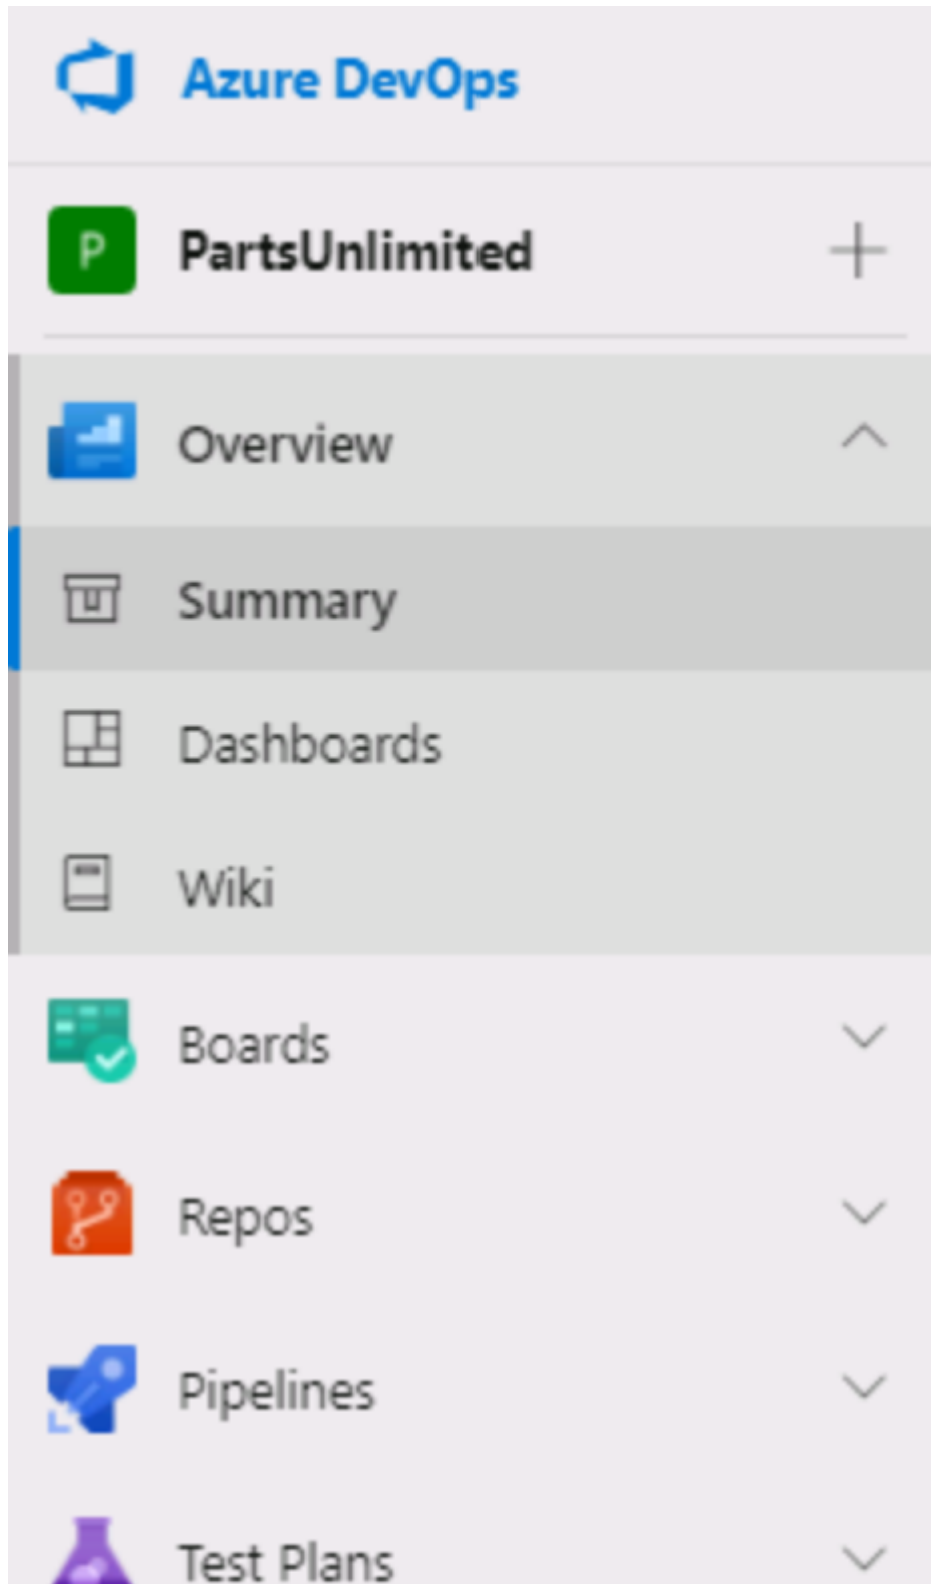 Azure DevOps
P PartsUnlimited
Overview
Summary
Dashboards
Wiki
Boards
Repos
Pipelines
Test Plans